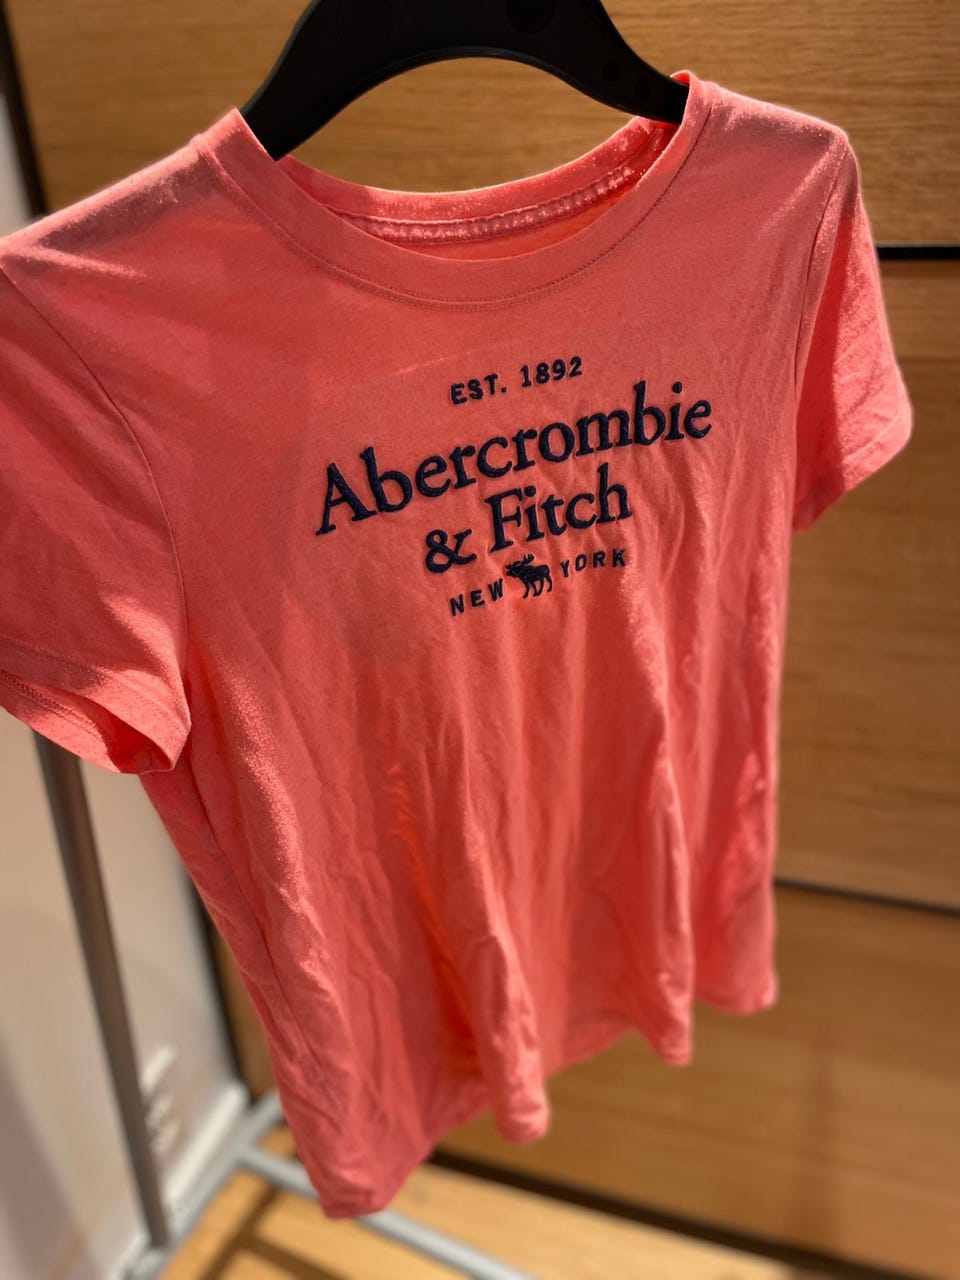 EST. 1892
Abercrombie
& Fitch
NEW YORK